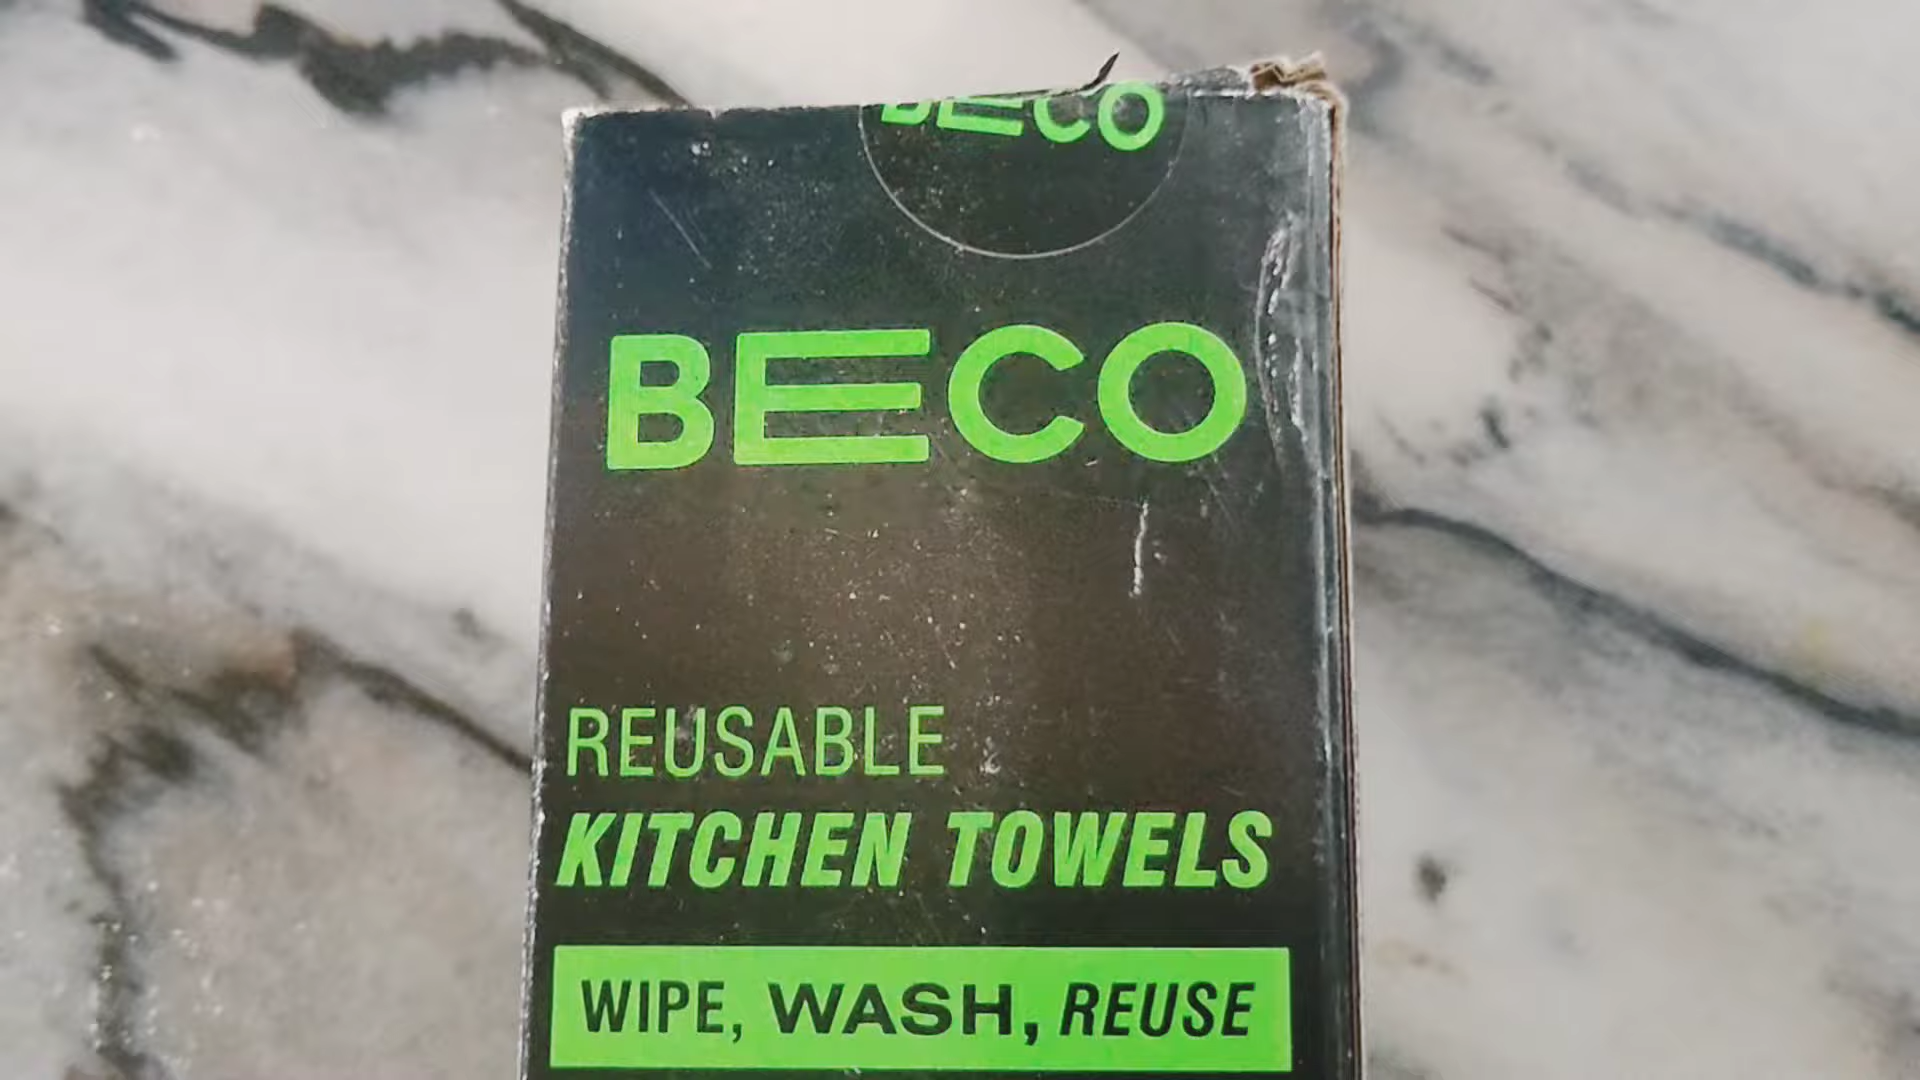 BECO
BECO
REUSABLE
KITCHEN TOWELS
WIPE, WASH, REUSE